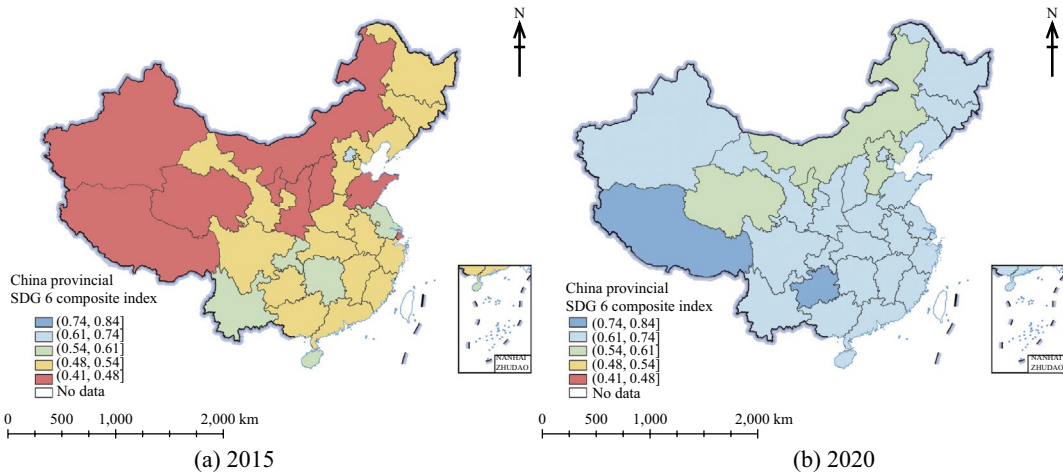 N
China provincial
SDG 6 composite index
(0.74, 0.84]
(0.61, 0.74]
(0.54, 0.61]
(0.48, 0.54]
(0.41, 0.48]
No data
NANHAI
ZHUDAO
0 500 1,000 2,000 km
(a) 2015
N
China provincial
SDG 6 composite index
(0.74, 0.84]
(0.61, 0.74]
(0.54, 0.61]
(0.48, 0.54]
(0.41, 0.48]
No data
NANHAI
ZHUDAO
0 500 1,000 2,000 km
(b) 2020